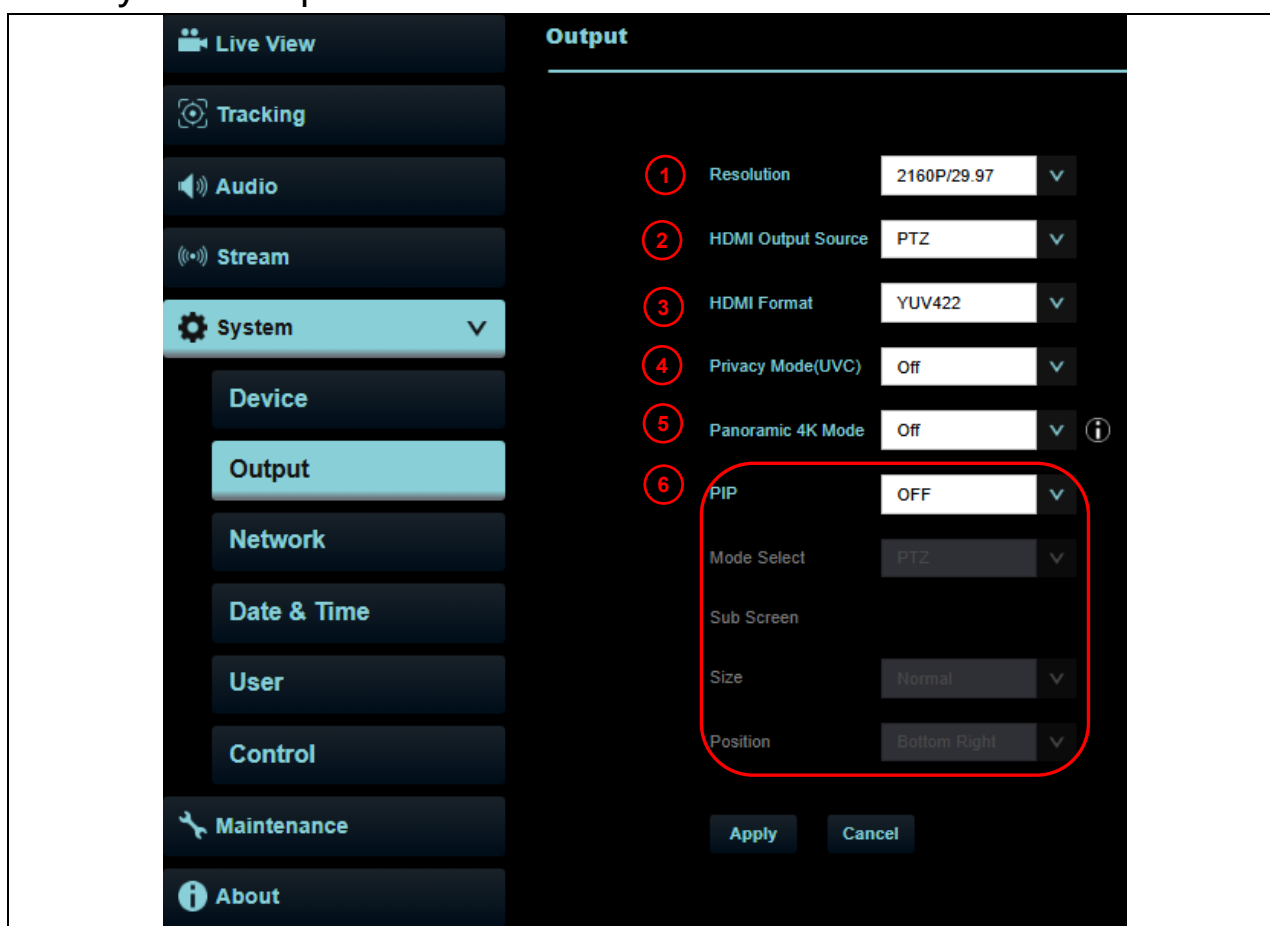 Live View
Tracking
Audio
Stream
System
Device
Output
Network
Date & Time
User
Control
Maintenance
About
Output
1 Resolution 2160P/29.97
2 HDMI Output Source PTZ
3 HDMI Format YUV422
4 Privacy Mode(UVC) Off
5 Panoramic 4K Mode Off
6 PIP OFF
Mode Select PTZ
Sub Screen
Size Normal
Position Bottom Right
Apply Cancel